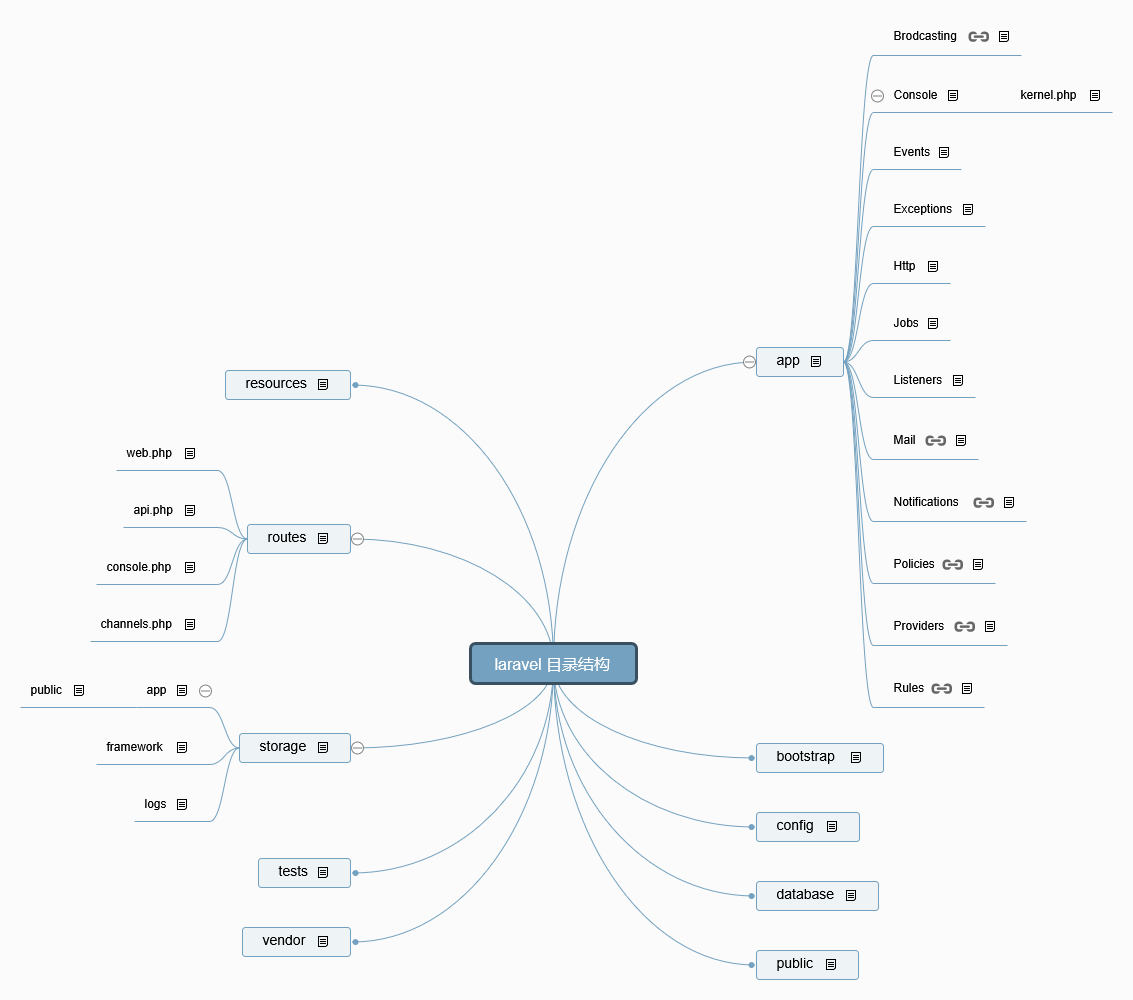 laravel 目录结构
app
Brodcasting
Console
kernel.php
Events
Exceptions
Http
Jobs
Listeners
Mail
Notifications
Policies
Providers
Rules
bootstrap
config
database
public
resources
routes
web.php
api.php
console.php
channels.php
storage
app
public
framework
logs
tests
vendor